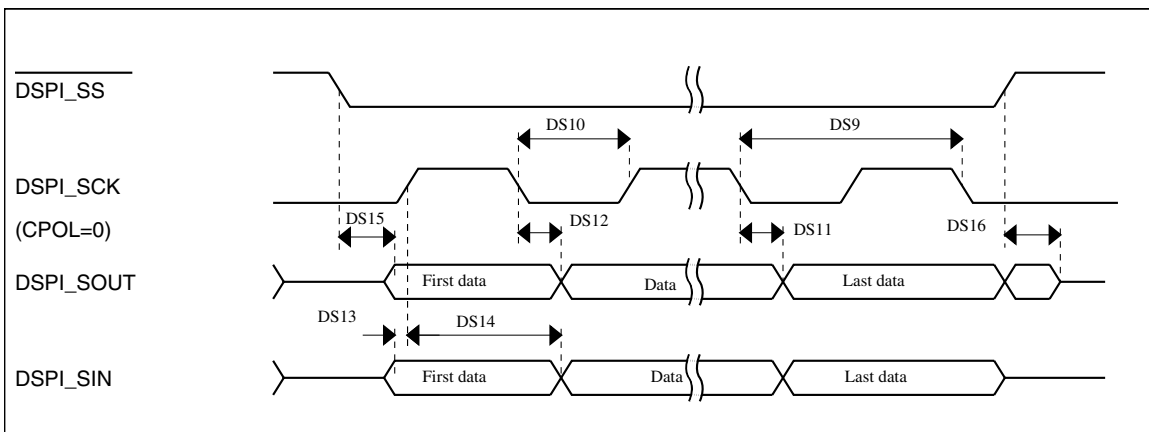 DSPI_SS
DS10
DS9
DSPI_SCK
(CPOL=0)
DS15
DS12
DS11
DS16
DSPI_SOUT
First data
Data
Last data
DS13
DS14
DSPI_SIN
First data
Data
Last data